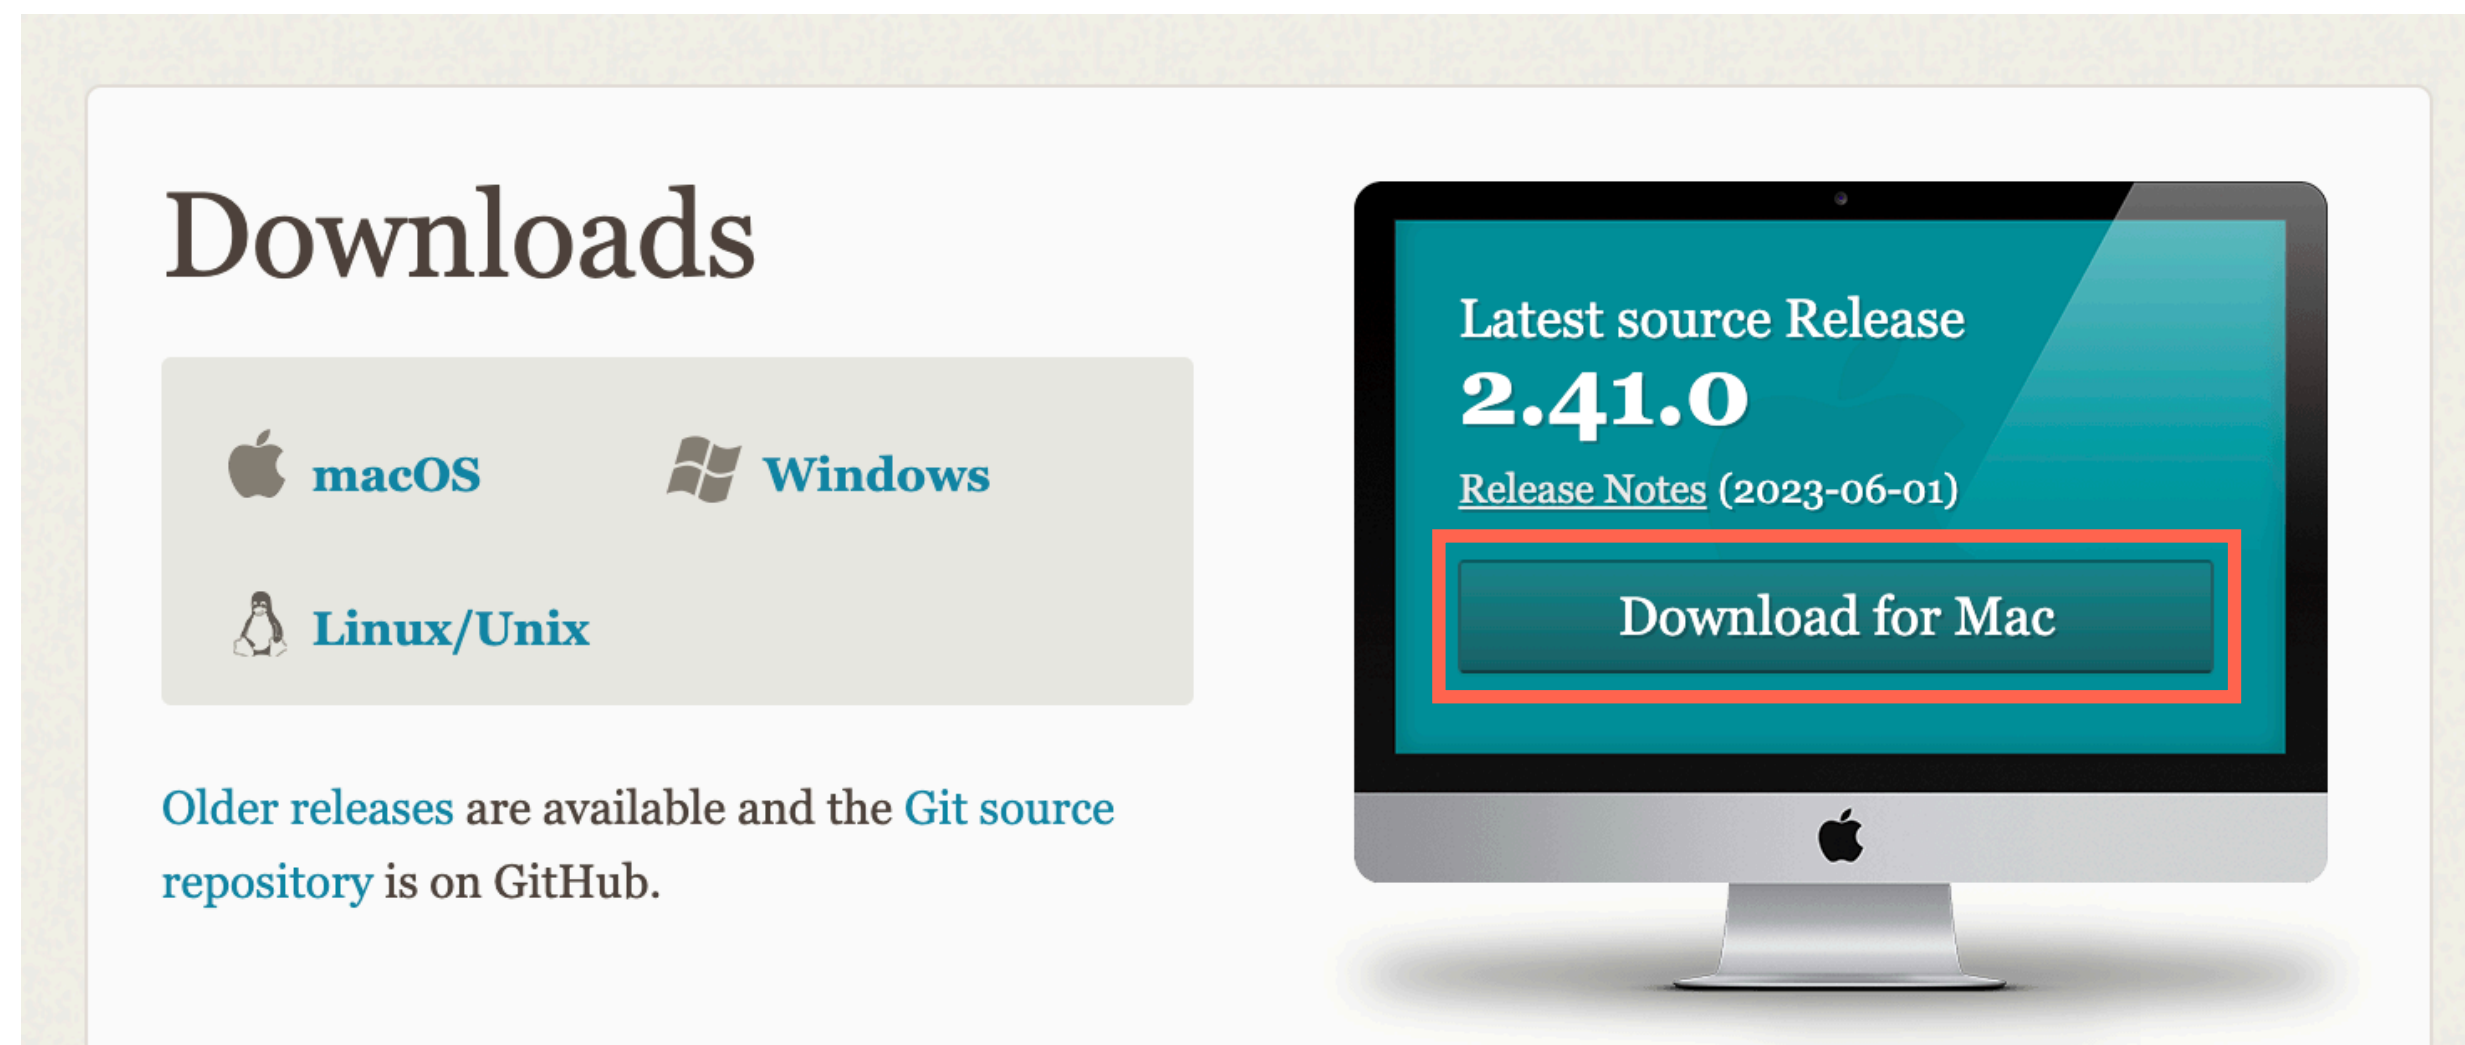 Downloads
macOS
Windows
Linux/Unix
Older releases are available and the Git source
repository is on GitHub.
Latest source Release
2.41.0
Release Notes (2023-06-01)
Download for Mac